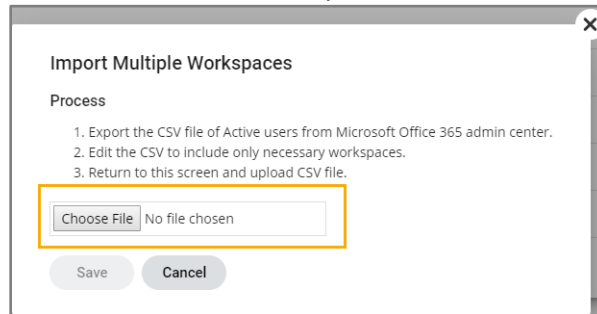 Import Multiple Workspaces
Process
1. Export the CSV file of Active users from Microsoft Office 365 admin center.
2. Edit the CSV to include only necessary workspaces.
3. Return to this screen and upload CSV file.
Choose File No file chosen
Save Cancel